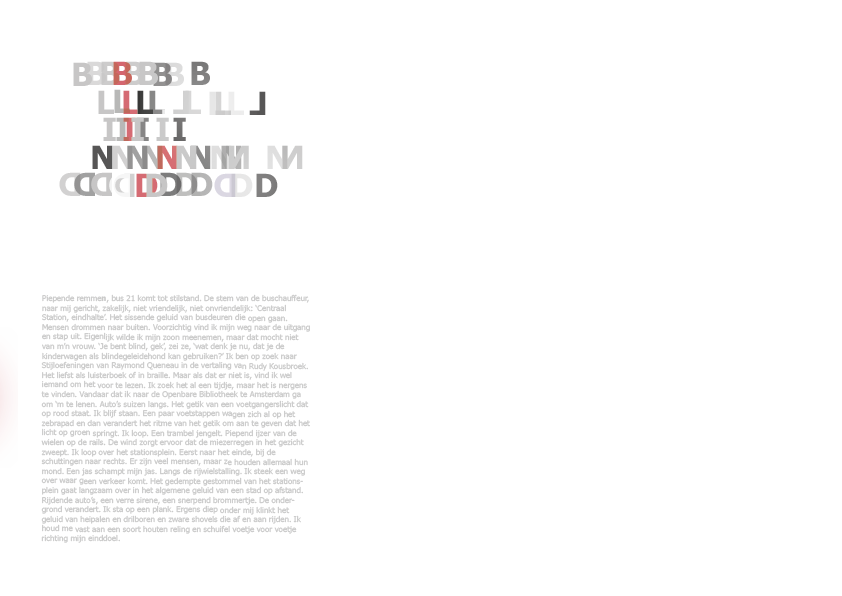 B
L
I
N
D
Piepende remmen, bus 21 komt tot stilstand. De stem van de buschauffeur,
naar mij gericht, zakelijk, niet vriendelijk, niet onvriendelijk: 'Centraal
Station, eindhalte'. Het sissende geluid van busdeuren die open gaan.
Mensen drommen naar buiten. Voorzichtig vind ik mijn weg naar de uitgang
en stap uit. Eigenlijk wilde ik mijn zoon meenemen, maar dat mocht niet
van m'n vrouw. 'Je bent blind, gek', zei ze, 'wat denk je nu, dat je de
kinderwagen als blindegeleidehond kan gebruiken?' Ik ben op zoek naar
Stijloefeningen van Raymond Queneau in de vertaling van Rudy Kousbroek.
Het liefst als luisterboek of in braille. Maar als dat er niet is, vind ik wel
iemand om het voor te lezen. Ik zoek het al een tijdje, maar het is nergens
te vinden. Vandaar dat ik naar de Openbare Bibliotheek te Amsterdam ga
om 'm te lenen. Auto's suizen langs. Het getik van een voetgangerslicht dat
op rood staat. Ik blijf staan. Een paar voetstappen wagen zich al op het
zebrapad en dan verandert het ritme van het getik om aan te geven dat het
licht op groen springt. Ik loop. Een trambel jengelt. Piepend ijzer van de
wielen op de rails. De wind zorgt ervoor dat de miezerregen in het gezicht
zweept. Ik loop over het stationsplein. Eerst naar het einde, bij de
schuttingen naar rechts. Er zijn veel mensen, maar ze houden allemaal hun
mond. Een jas schampt mijn jas. Langs de rijwielstalling. Ik steek een weg
over waar geen verkeer komt. Het gedempte gestommel van het stations-
plein gaat langzaam over in het algemene geluid van een stad op afstand.
Rijdende auto's, een verre sirene, een snerpend brommertje. De onder-
grond verandert. Ik sta op een plank. Ergens diep onder mij klinkt het
geluid van heipalen en drilboren en zware shovels die af en aan rijden. Ik
houd me vast aan een soort houten reling en schuifel voetje voor voetje
richting mijn einddoel.